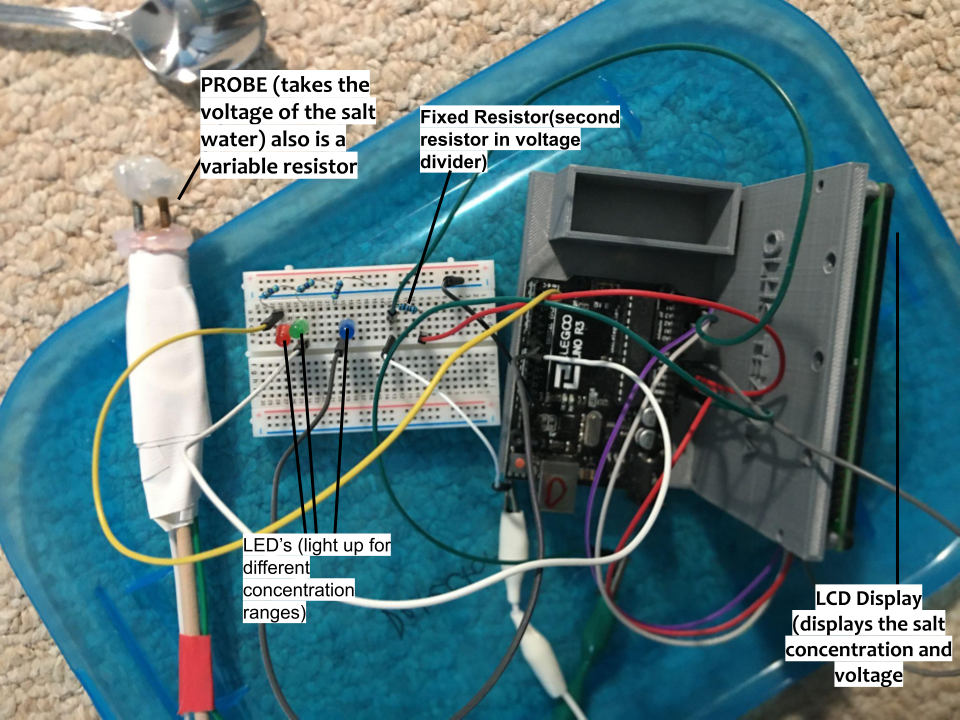 PROBE (takes the
voltage of the salt
water) also is a
variable resistor
Fixed Resistor(second
resistor in voltage
divider)
ELEGOO
UNO R3
LED's (light up for
different
concentration
ranges)
LCD Display
(displays the salt
concentration and
voltage